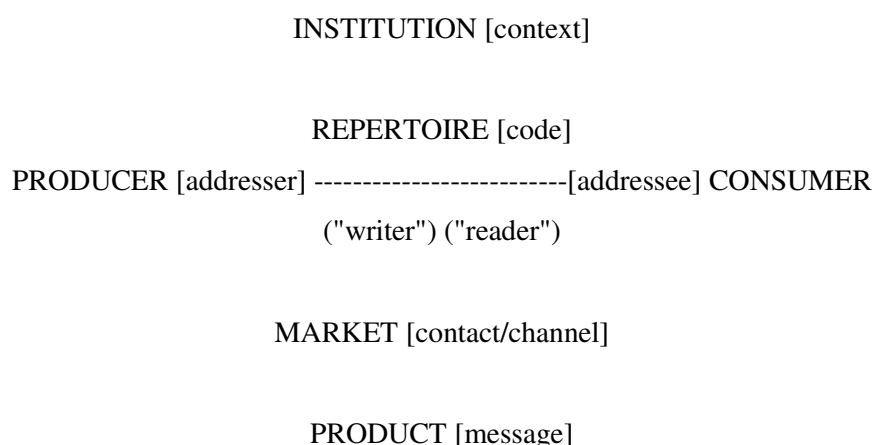 INSTITUTION [context]
REPERTOIRE [code]
PRODUCER [addresser] --------------------------[addressee] CONSUMER
("writer") ("reader")
MARKET [contact/channel]
PRODUCT [message]